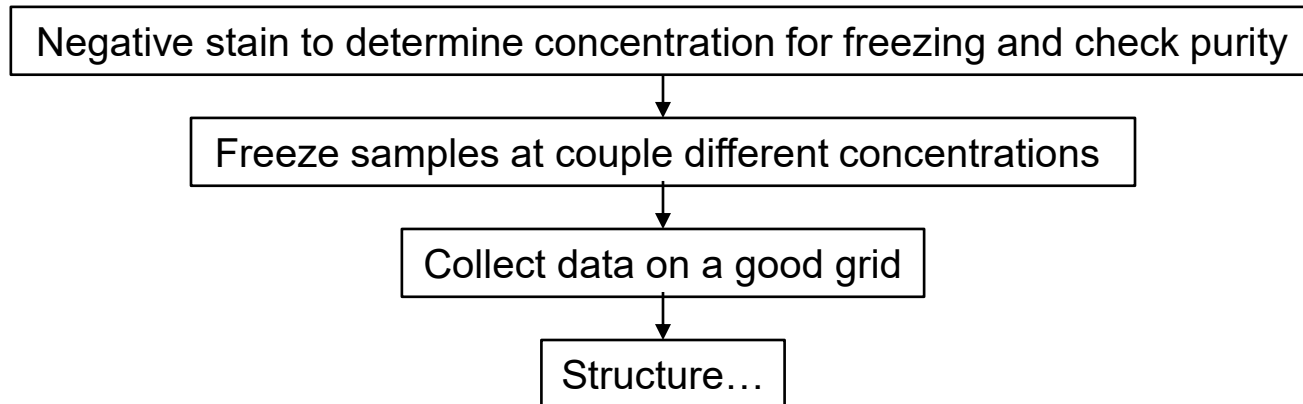 Negative stain to determine concentration for freezing and check purity
Freeze samples at couple different concentrations
Collect data on a good grid
Structure…